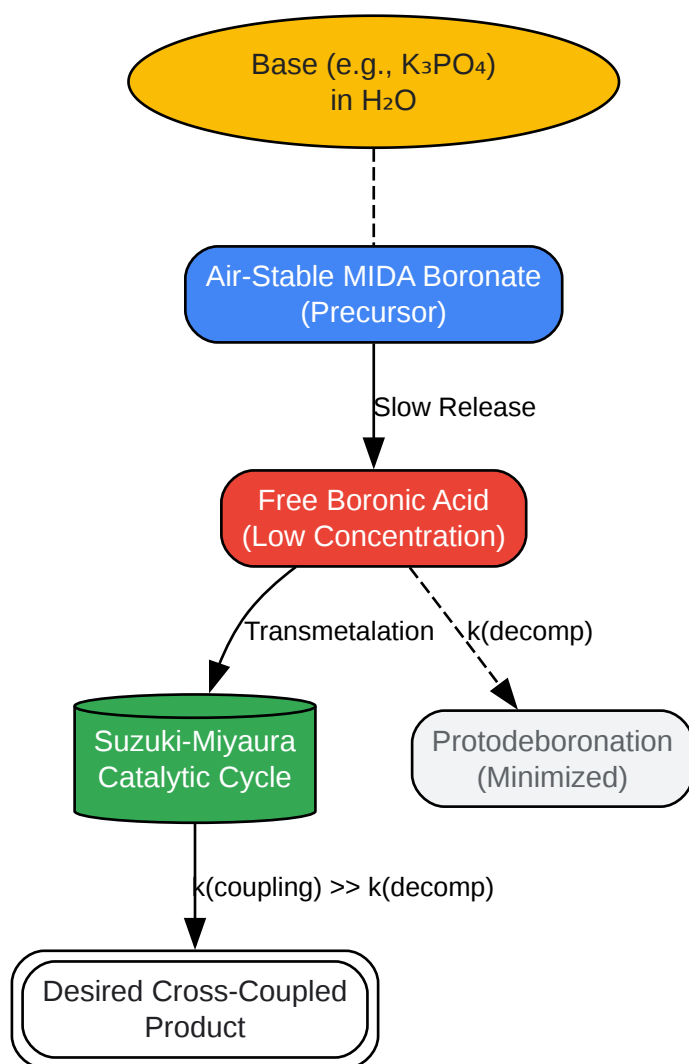 Base (e.g., K₃PO₄)
in H₂O
Air-Stable MIDA Boronate
(Precursor)
Slow Release
Free Boronic Acid
(Low Concentration)
Transmetalation
k(decomp)
Suzuki-Miyaura
Catalytic Cycle
Protodeboronation
(Minimized)
k(coupling) >> k(decomp)
Desired Cross-Coupled
Product